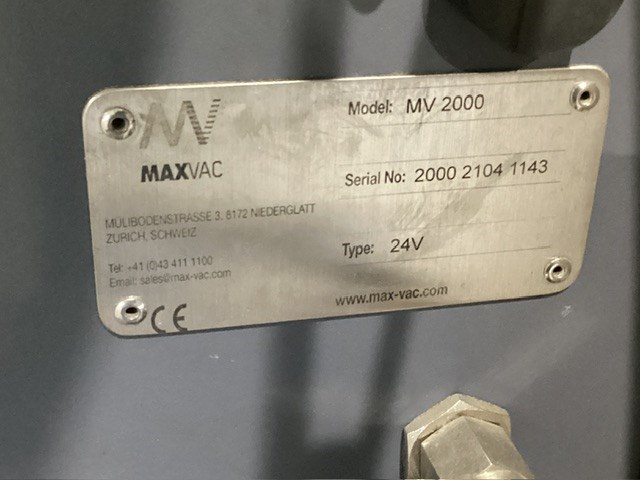 MV
MAXVAC
MÜLIBODENSTRASSE 3, 8172 NIEDERGLATT
ZURICH, SCHWEIZ
Tel: +41 (0)43 411 1100
Email: sales@max-vac.com
CE
Model: MV 2000
Serial No: 2000 2104 1143
Type: 24V
www.max-vac.com